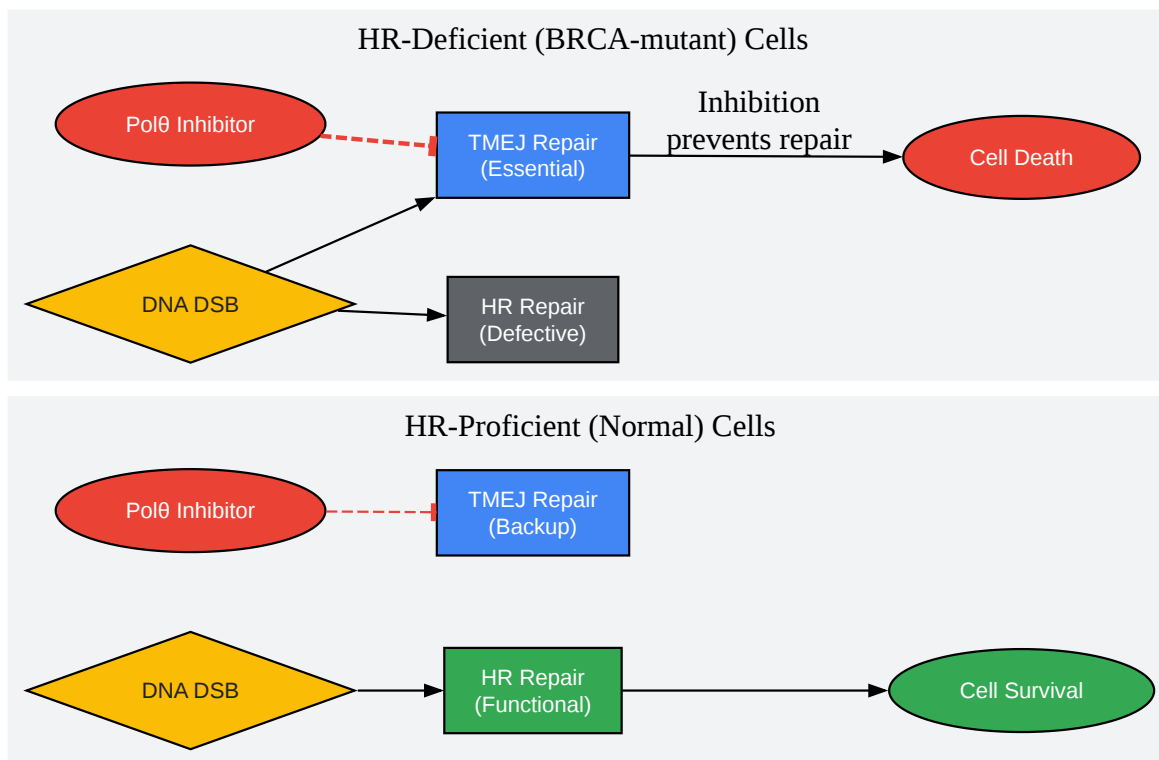 HR-Deficient (BRCA-mutant) Cells
Polθ Inhibitor
TMEJ Repair
(Essential)
Inhibition
prevents repair
Cell Death
DNA DSB
HR Repair
(Defective)
HR-Proficient (Normal) Cells
Polθ Inhibitor
TMEJ Repair
(Backup)
DNA DSB
HR Repair
(Functional)
Cell Survival